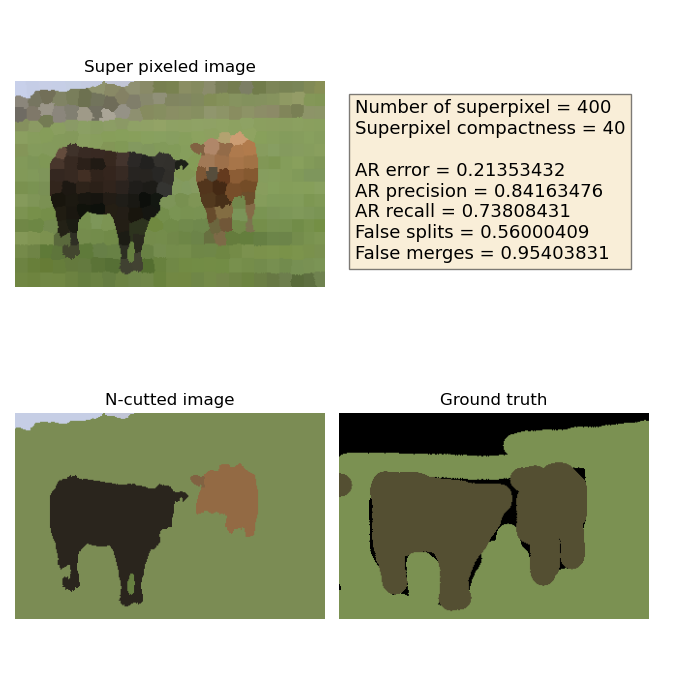 Super pixeled image
Number of superpixel = 400
Superpixel compactness = 40
AR error = 0.21353432
AR precision = 0.84163476
AR recall = 0.73808431
False splits = 0.56000409
False merges = 0.95403831
N-cutted image
Ground truth